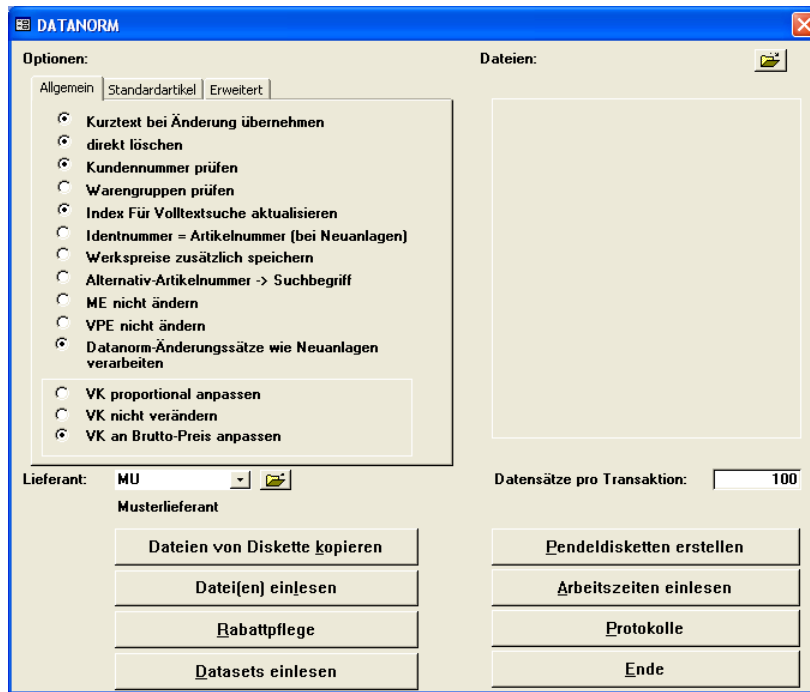 DATANORM
Optionen:
Dateien:
Allgemein Standardartikel Erweitert
Kurztext bei Änderung übernehmen
direkt löschen
Kundennummer prüfen
Warengruppen prüfen
Index Für Volltextsuche aktualisieren
Identnummer = Artikelnummer (bei Neuanlagen)
Werkspreise zusätzlich speichern
Alternativ-Artikelnummer -> Suchbegriff
ME nicht ändern
VPE nicht ändern
Datanorm-Änderungssätze wie Neuanlagen
verarbeiten
VK proportional anpassen
VK nicht verändern
VK an Brutto-Preis anpassen
Lieferant: MU
Musterlieferant
Datensätze pro Transaktion: 100
Dateien von Diskette kopieren
Datei(en) einlesen
Rabattpflege
Datasets einlesen
Pendeldisketten erstellen
Arbeitszeiten einlesen
Protokolle
Ende